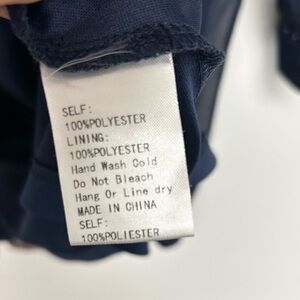 SELF:
100%POLYESTER
LINING:
100%POLYESTER
Hand Wash Cold
Do Not Bleach
Hang Or Line dry
MADE IN CHINA
SELF:
100%POLIESTER